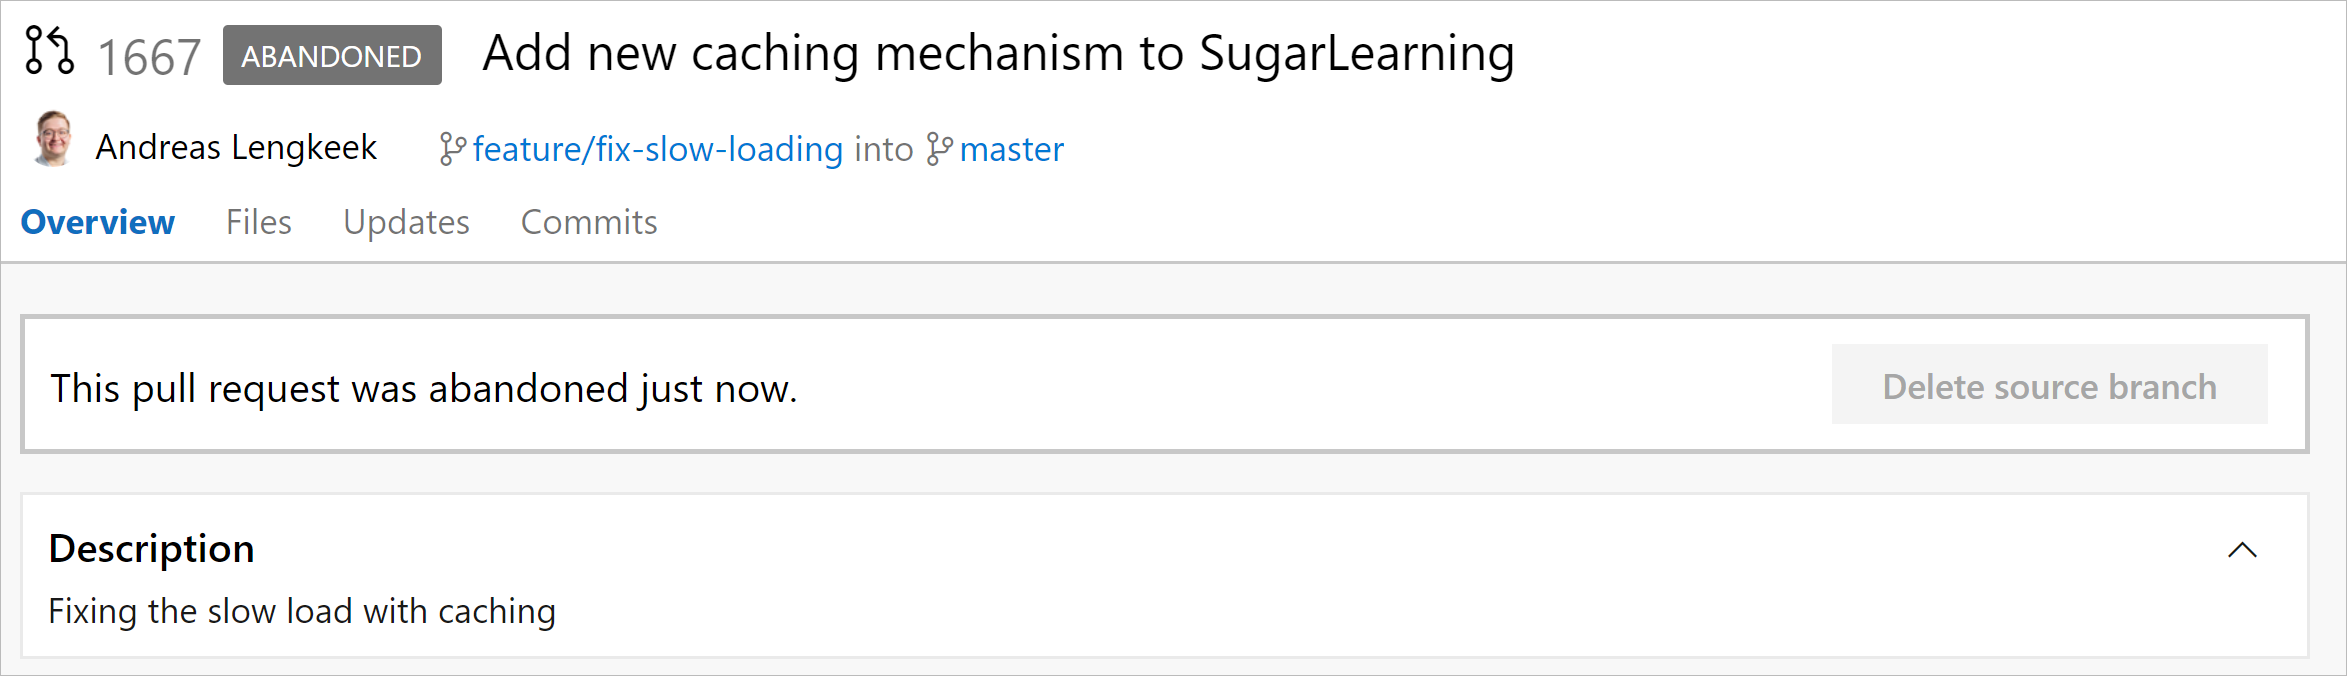 1667 ABANDONED Add new caching mechanism to SugarLearning
Andreas Lengkeek feature/fix-slow-loading into master
Overview Files Updates Commits
This pull request was abandoned just now. Delete source branch
Description
Fixing the slow load with caching